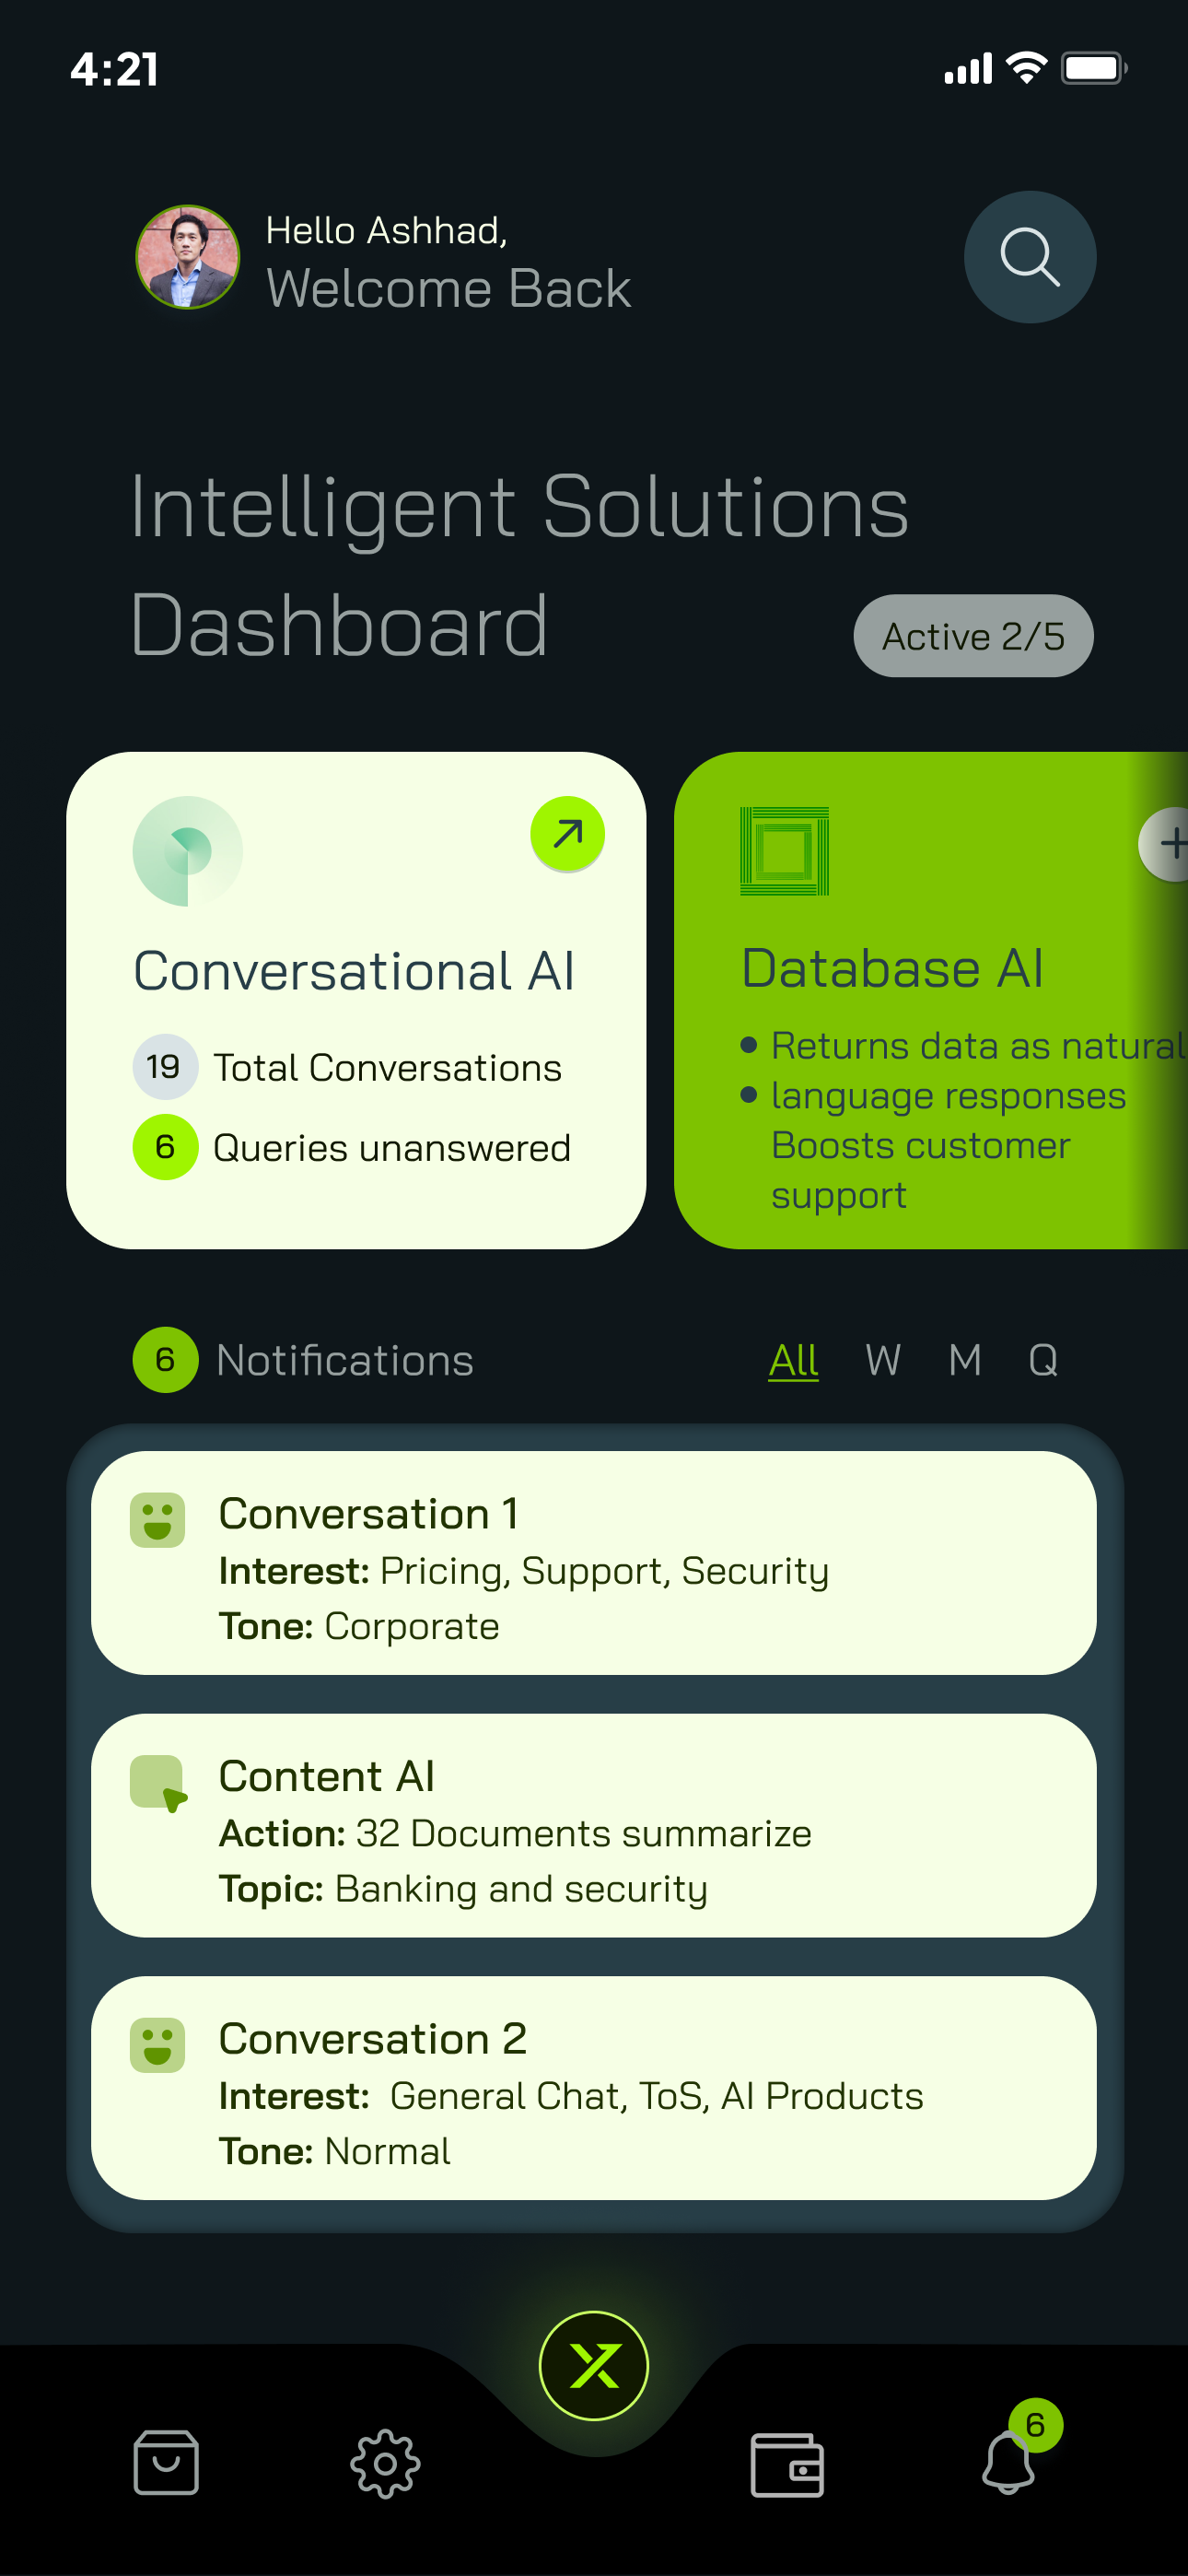 4:21
Hello Ashhad,
Welcome Back
Intelligent Solutions
Dashboard
Active 2/5
Conversational AI
19 Total Conversations
6 Queries unanswered
Database AI
• Returns data as natural
• language responses
Boosts customer
support
6 Notifications
All W M Q
Conversation 1
Interest: Pricing, Support, Security
Tone: Corporate
Content AI
Action: 32 Documents summarize
Topic: Banking and security
Conversation 2
Interest: General Chat, ToS, AI Products
Tone: Normal
6